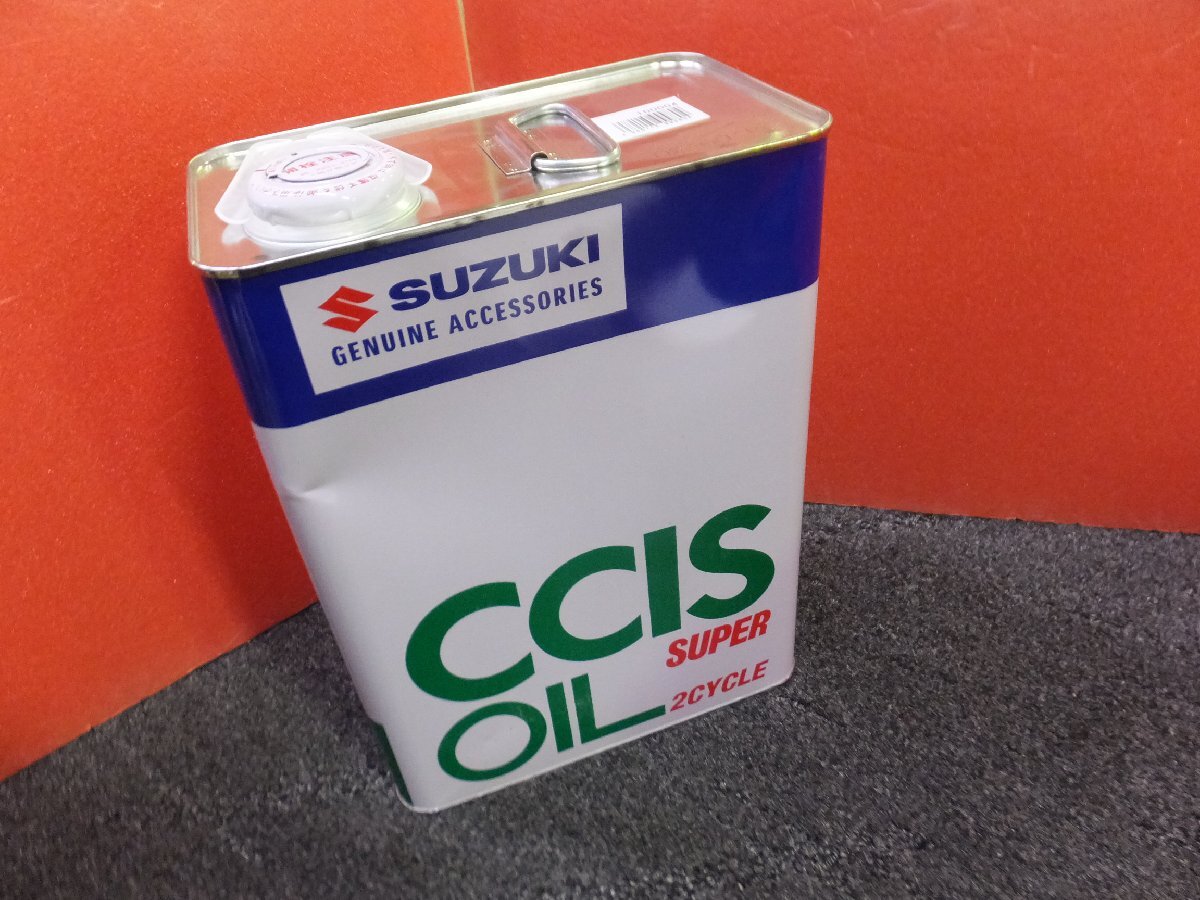 SUZUKI
GENUINE ACCESSORIES
CCIS
SUPER
OIL
2CYCLE